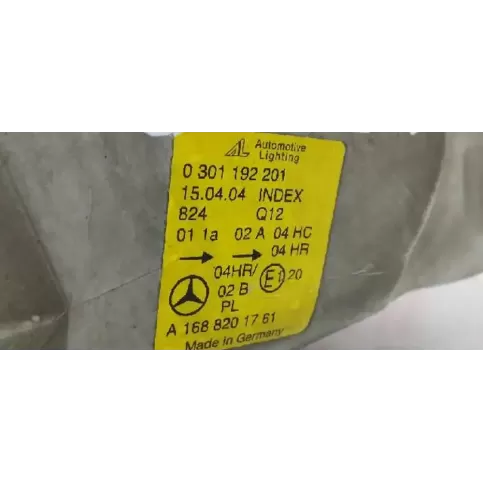 AL Automotive
Lighting
0 301 192 201
15.04.04 INDEX
824 Q12
01 1a 02 A 04 HC
→ → 04 HR
04HR/ E1 20
02 B
PL
A 168 820 17 61
Made in Germany